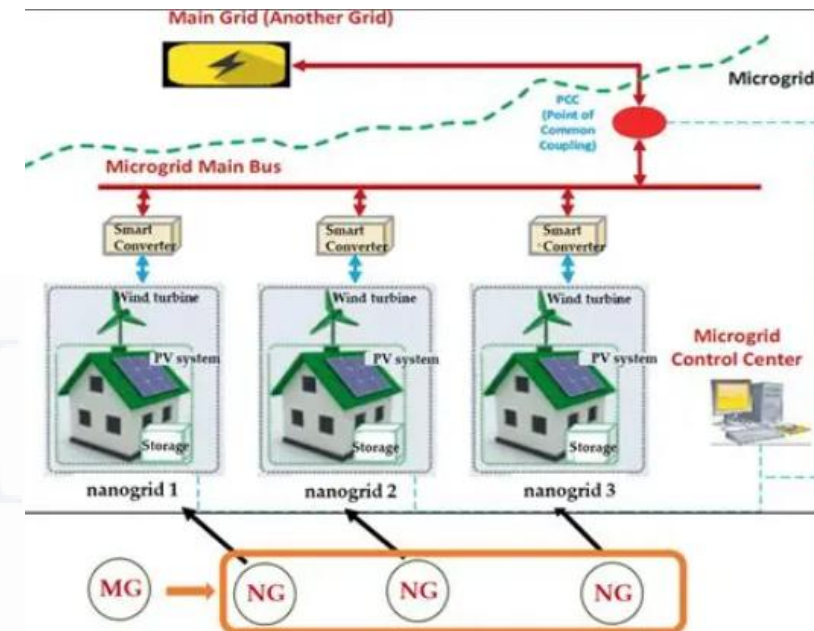 Main Grid (Another Grid)
Microgrid
PCC
(Point of
Common
Coupling)
Microgrid Main Bus
Smart
Converter
Smart
Converter
Smart
Converter
Wind turbine
PV system
Storage
nanogrid 1
Wind turbine
PV system
Storage
nanogrid 2
Wind turbine
PV system
Storage
nanogrid 3
Microgrid
Control Center
MG
NG
NG
NG